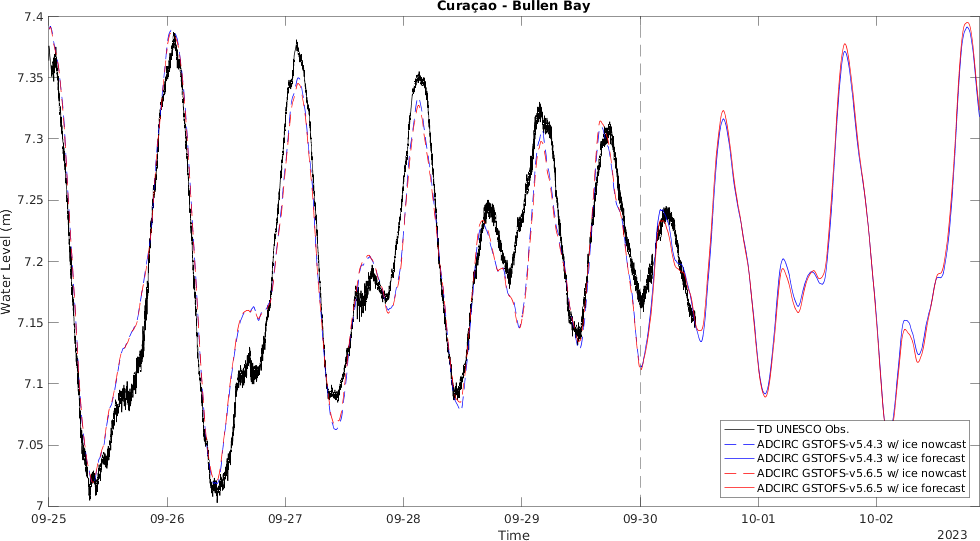 Curaçao - Bullen Bay
7.4
7.35
7.3
7.25
7.2
7.15
7.1
7.05
7
Water Level (m)
09-25
09-26
09-27
09-28
09-29
09-30
10-01
10-02
Time
2023
TD UNESCO Obs.
ADCIRC GSTOFS-v5.4.3 w/ ice nowcast
ADCIRC GSTOFS-v5.4.3 w/ ice forecast
ADCIRC GSTOFS-v5.6.5 w/ ice nowcast
ADCIRC GSTOFS-v5.6.5 w/ ice forecast